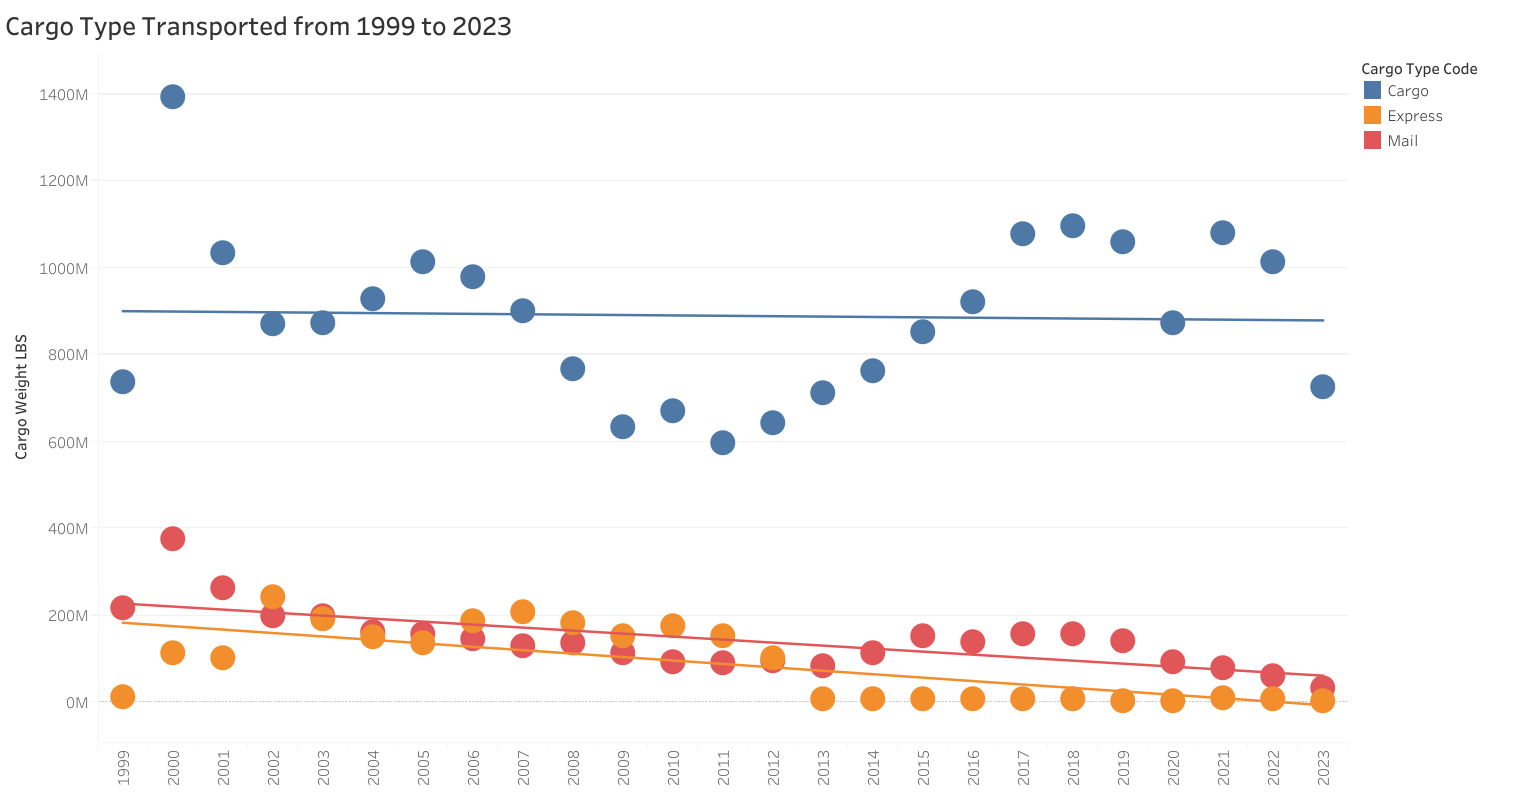 Cargo Type Transported from 1999 to 2023
Cargo Type Code
Cargo
Express
Mail
1400M
1200M
1000M
800M
600M
400M
200M
0M
Cargo Weight LBS
1999
2000
2001
2002
2003
2004
2005
2006
2007
2008
2009
2010
2011
2012
2013
2014
2015
2016
2017
2018
2019
2020
2021
2022
2023